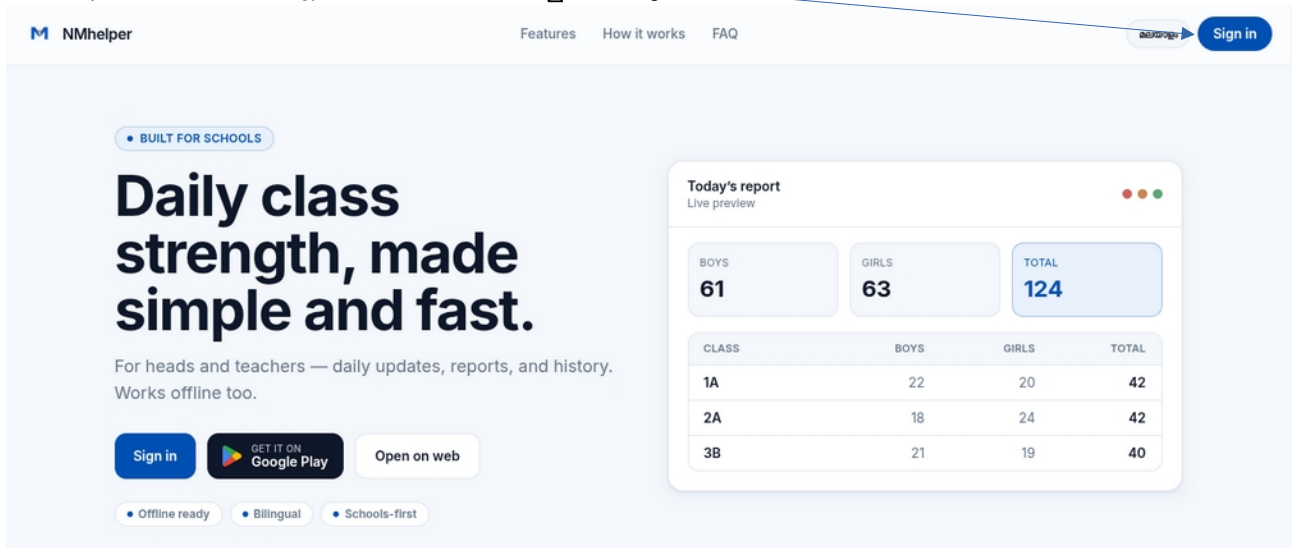 NMhelper
Features How it works FAQ
മലയാളം Sign in
BUILT FOR SCHOOLS
Daily class
strength, made
simple and fast.
For heads and teachers — daily updates, reports, and history.
Works offline too.
Sign in
GET IT ON
Google Play
Open on web
Offline ready Bilingual Schools-first
Today's report
Live preview
BOYS GIRLS TOTAL
61 63 124
CLASS BOYS GIRLS TOTAL
1A 22 20 42
2A 18 24 42
3B 21 19 40